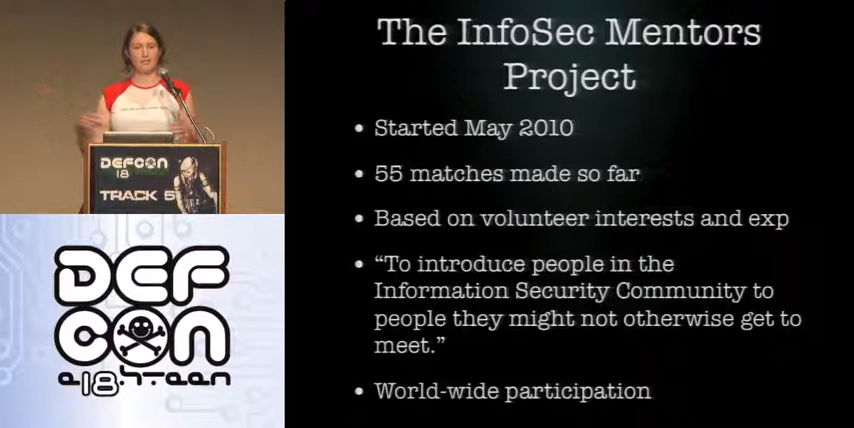 DEFCON
18
TRACK 5
DEF
CON
The InfoSec Mentors
Project
• Started May 2010
• 55 matches made so far
• Based on volunteer interests and exp
• “To introduce people in the
Information Security Community to
people they might not otherwise get to
meet.”
• World-wide participation